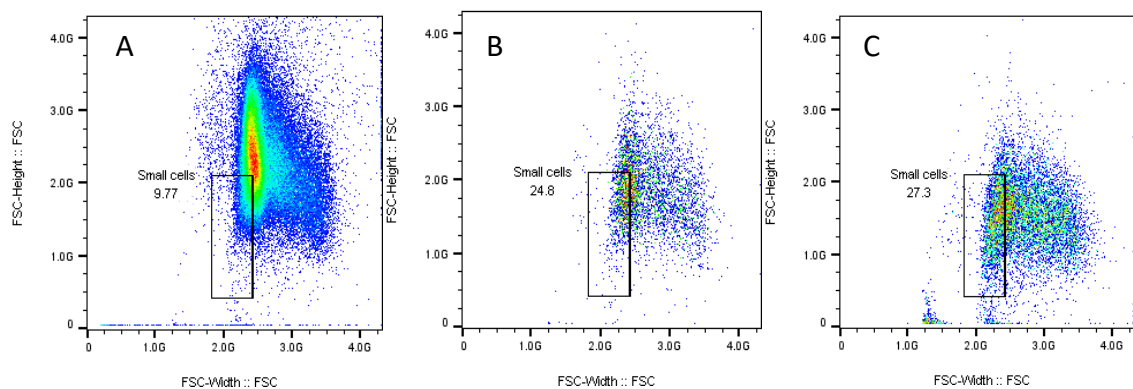 A
4.0G
3.0G
2.0G
1.0G
0
FSC-Height :: FSC
Small cells
9.77
0 1.0G 2.0G 3.0G 4.0G
FSC-Width :: FSC
B
4.0G
3.0G
2.0G
1.0G
0
FSC-Height :: FSC
Small cells
24.8
0 1.0G 2.0G 3.0G 4.0G
FSC-Width :: FSC
C
4.0G
3.0G
2.0G
1.0G
0
FSC-Height :: FSC
Small cells
27.3
0 1.0G 2.0G 3.0G 4.0G
FSC-Width :: FSC